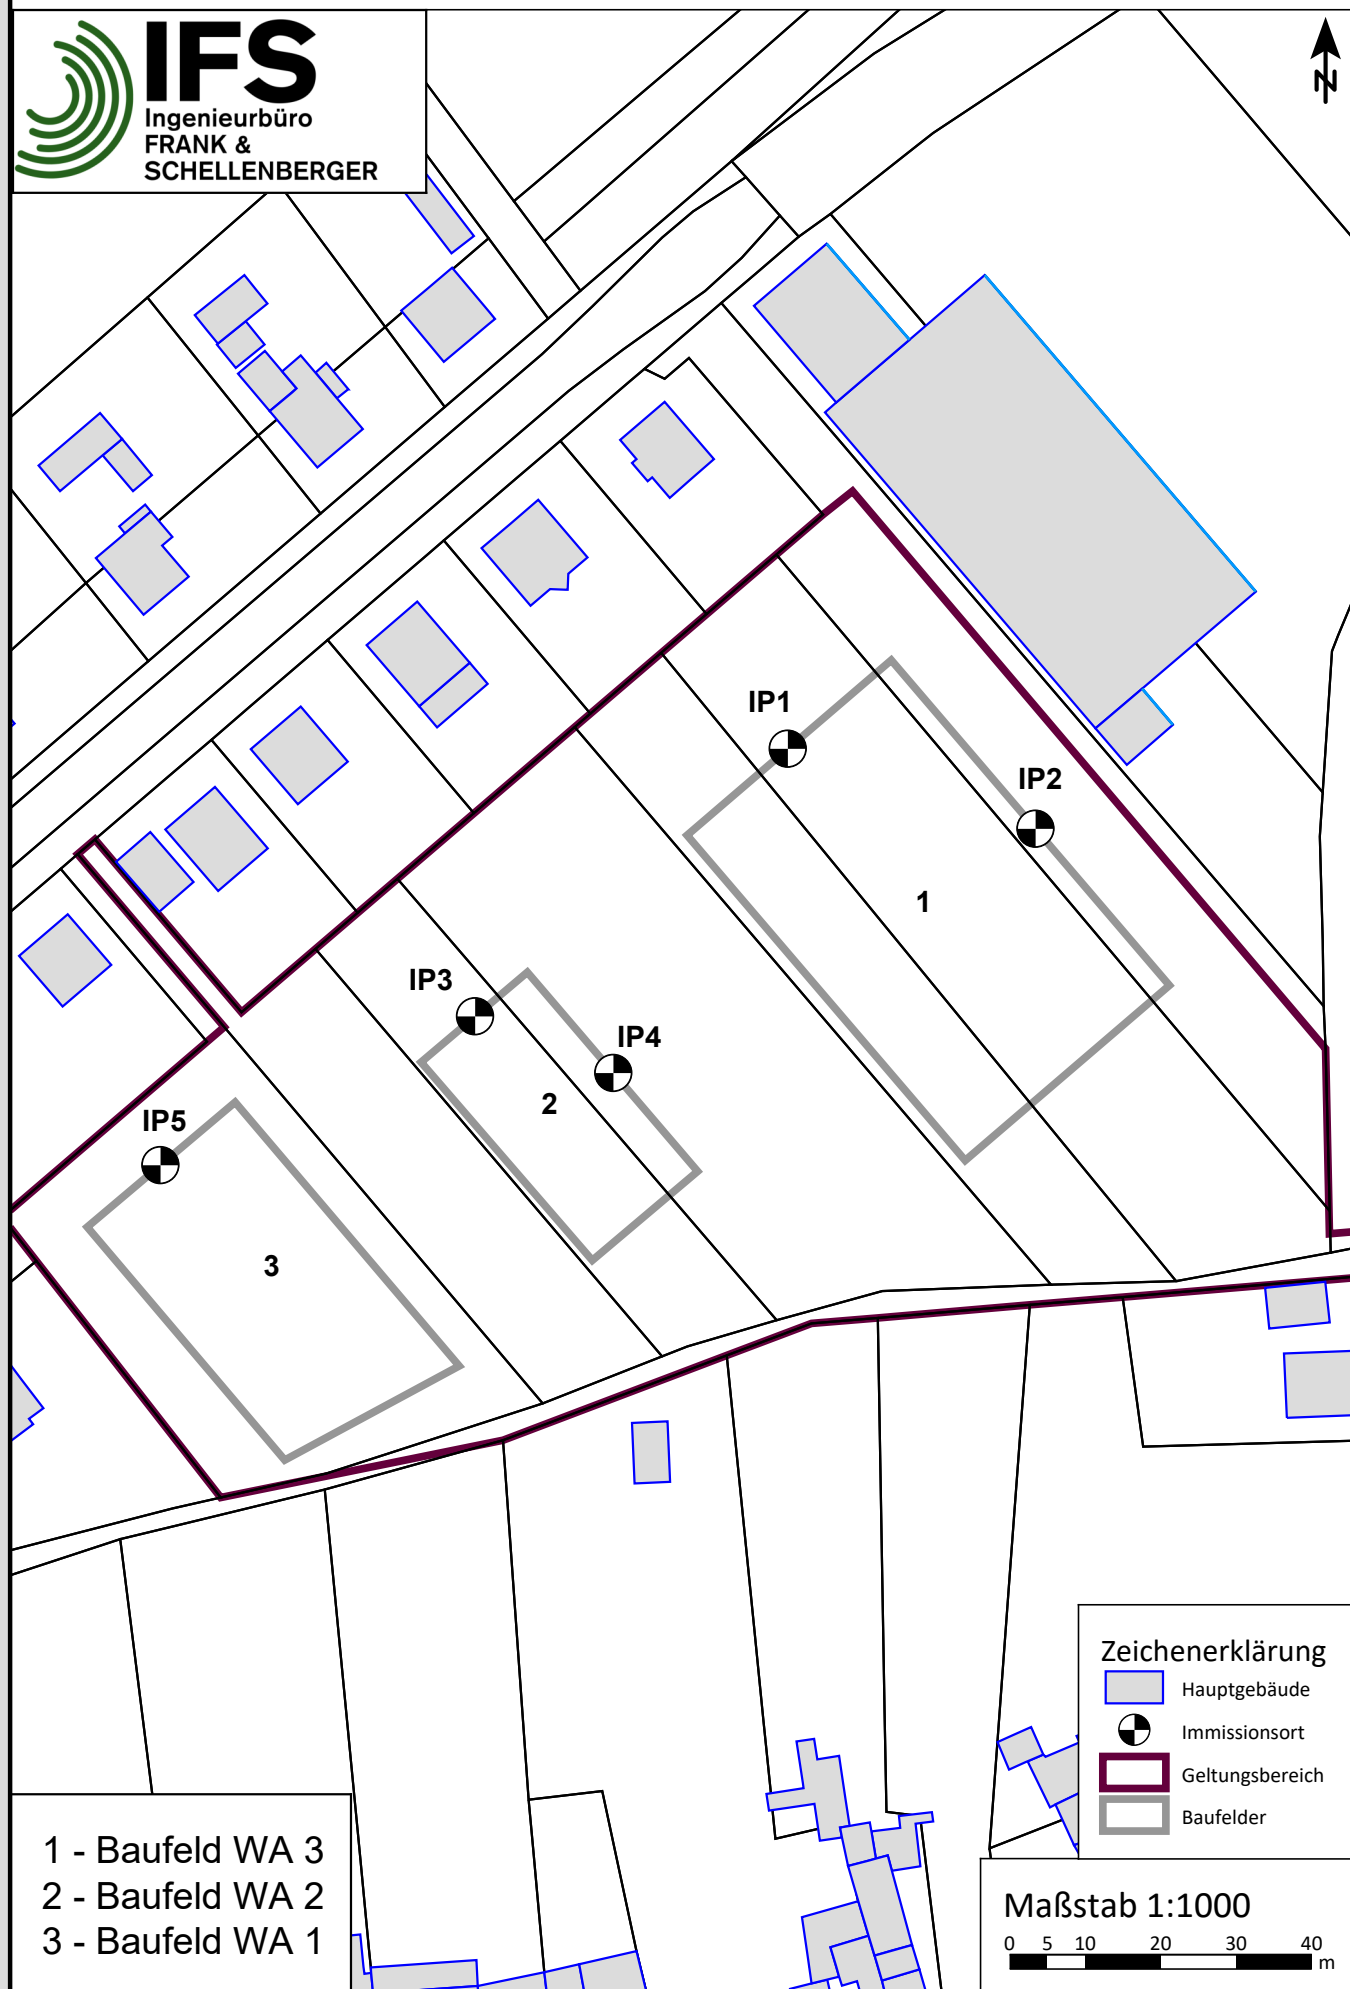 IFS
Ingenieurbüro
FRANK &
SCHELLENBERGER
N
IP1
IP2
1
IP3
IP4
2
IP5
3
Zeichenerklärung
Hauptgebäude
Immissionsort
Geltungsbereich
Baufelder
1 - Baufeld WA 3
2 - Baufeld WA 2
3 - Baufeld WA 1
Maßstab 1:1000
0 5 10 20 30 40
m